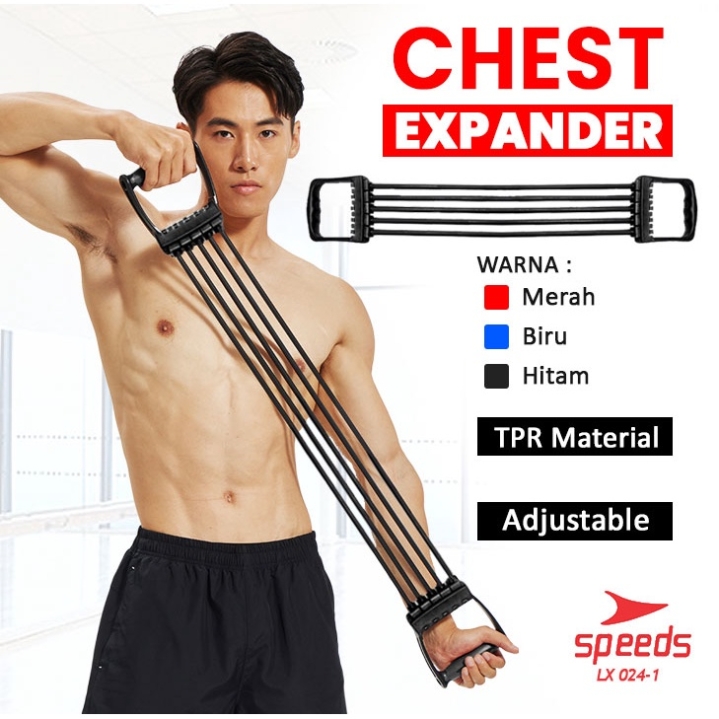 CHEST
EXPANDER
WARNA :
Merah
Biru
Hitam
TPR Material
Adjustable
speeds
LX 024-1